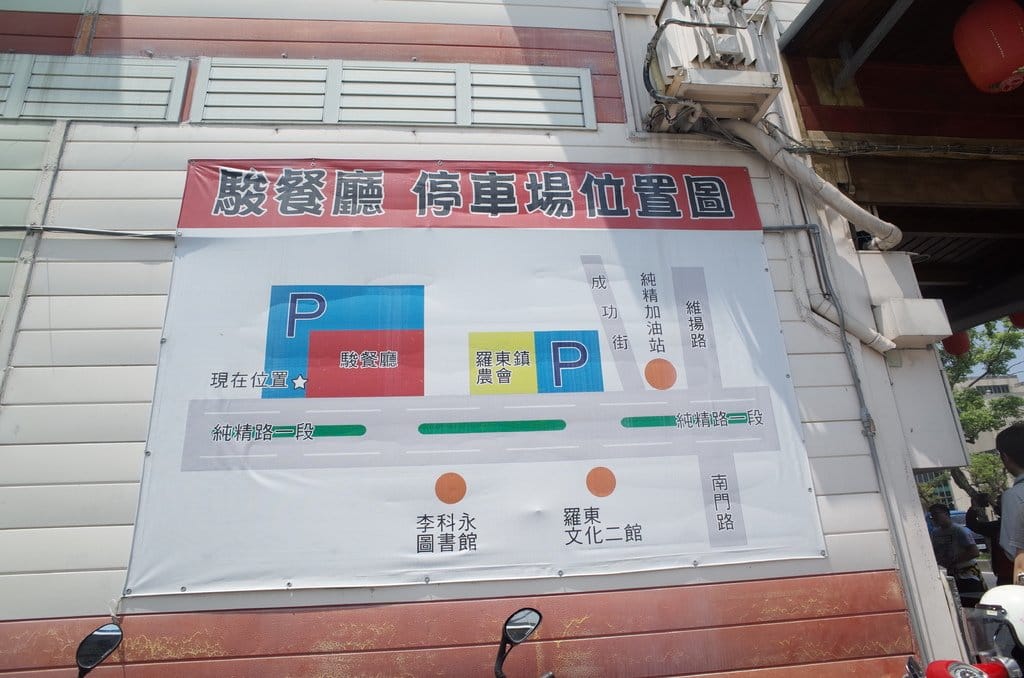 駿餐廳 停車場位置圖
P
駿餐廳
現在位置
羅東鎮
農會
P
成功街
純精加油站
維揚路
純精路一段
純精路一段
李科永
圖書館
羅東
文化二館
南門路